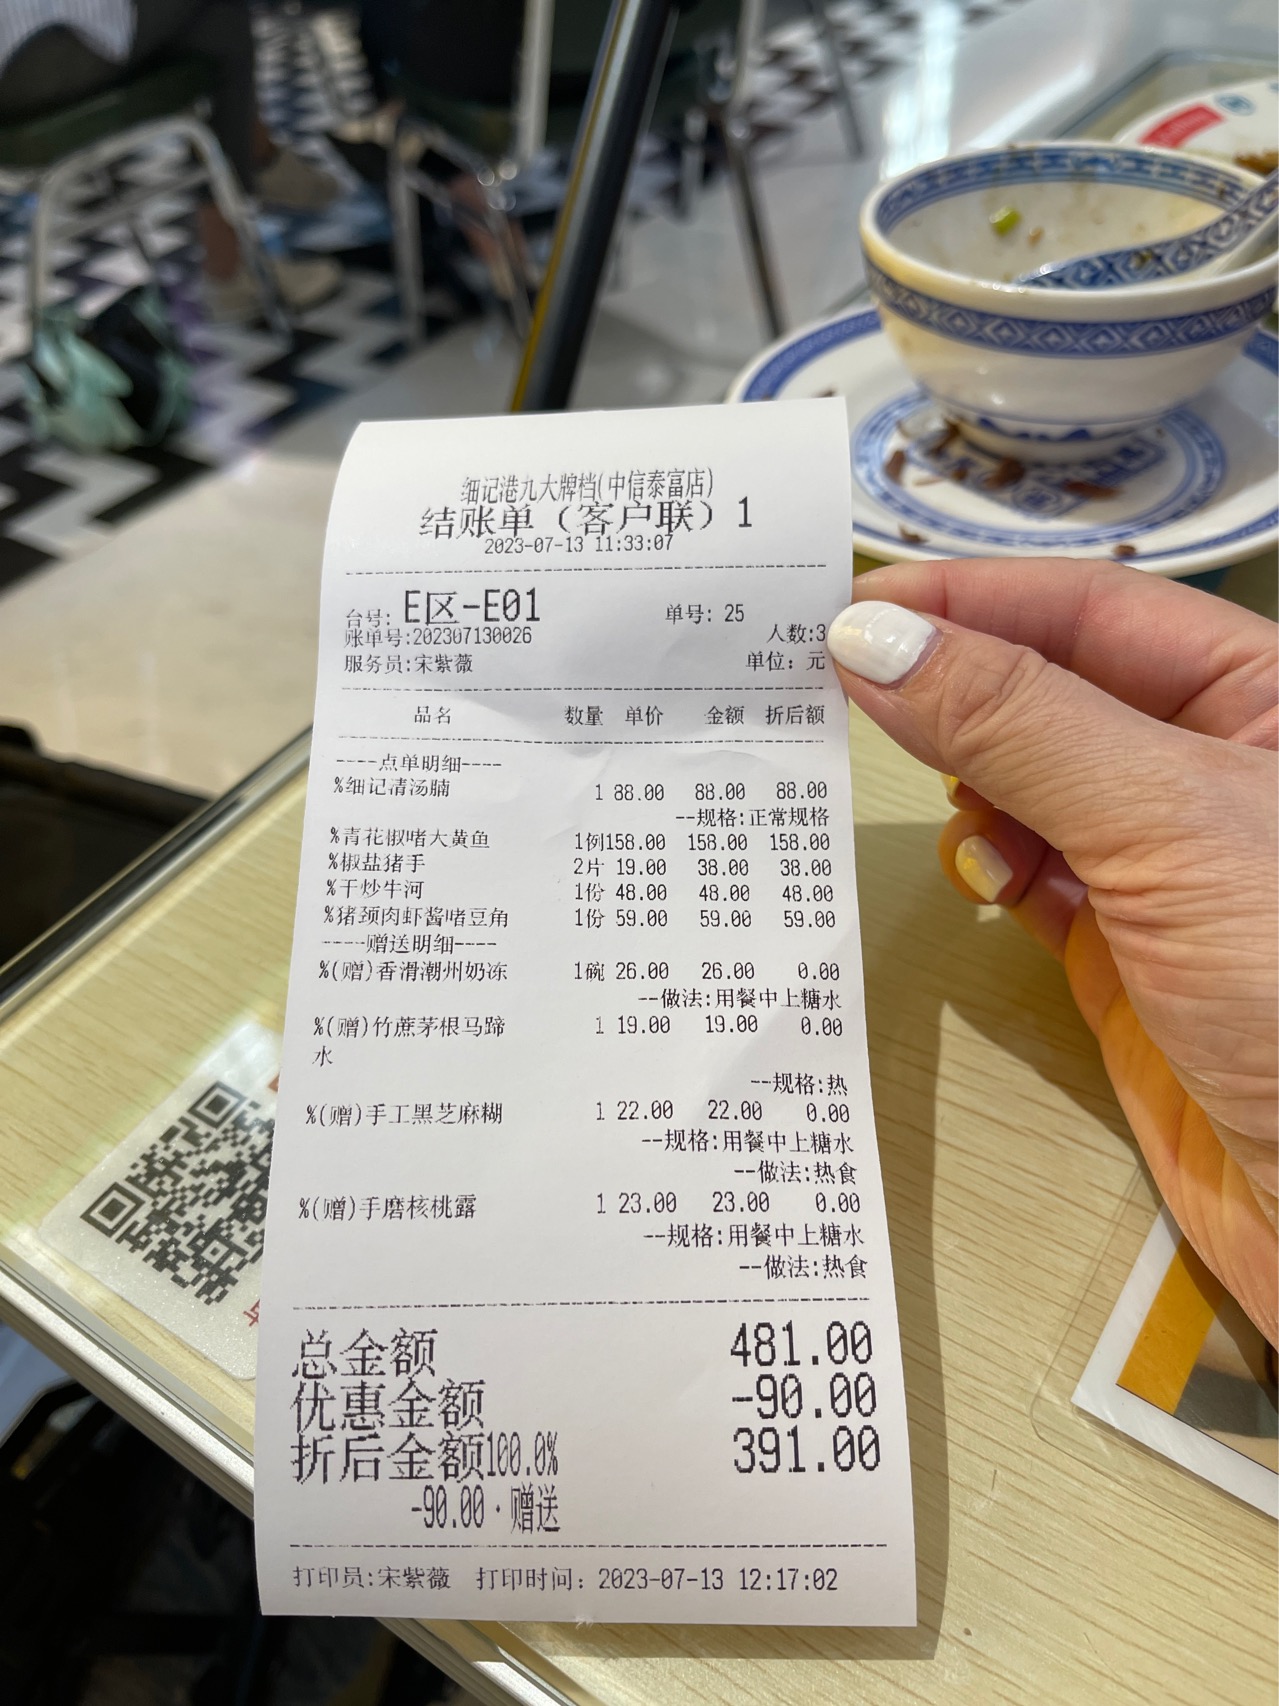 细记港九大牌档(中信泰富店)
结账单（客户联）1
2023-07-13 11:33:07
台号: E区-E01 单号: 25
账单号:202307130026 人数:3
服务员:宋紫薇 单位: 元
品名 数量 单价 金额 折后额
----点单明细----
%细记清汤腩 1 88.00 88.00 88.00
--规格:正常规格
%青花椒啫大黄鱼 1例158.00 158.00 158.00
%椒盐猪手 2片 19.00 38.00 38.00
%干炒牛河 1份 48.00 48.00 48.00
%猪颈肉虾酱啫豆角 1份 59.00 59.00 59.00
----赠送明细----
%(赠)香滑潮州奶冻 1碗 26.00 26.00 0.00
--做法:用餐中上糖水
%(赠)竹蔗茅根马蹄 1 19.00 19.00 0.00
水
--规格:热
%(赠)手工黑芝麻糊 1 22.00 22.00 0.00
--规格:用餐中上糖水
--做法:热食
%(赠)手磨核桃露 1 23.00 23.00 0.00
--规格:用餐中上糖水
--做法:热食
总金额 481.00
优惠金额 -90.00
折后金额100.0% 391.00
-90.00·赠送
打印员:宋紫薇 打印时间: 2023-07-13 12:17:02